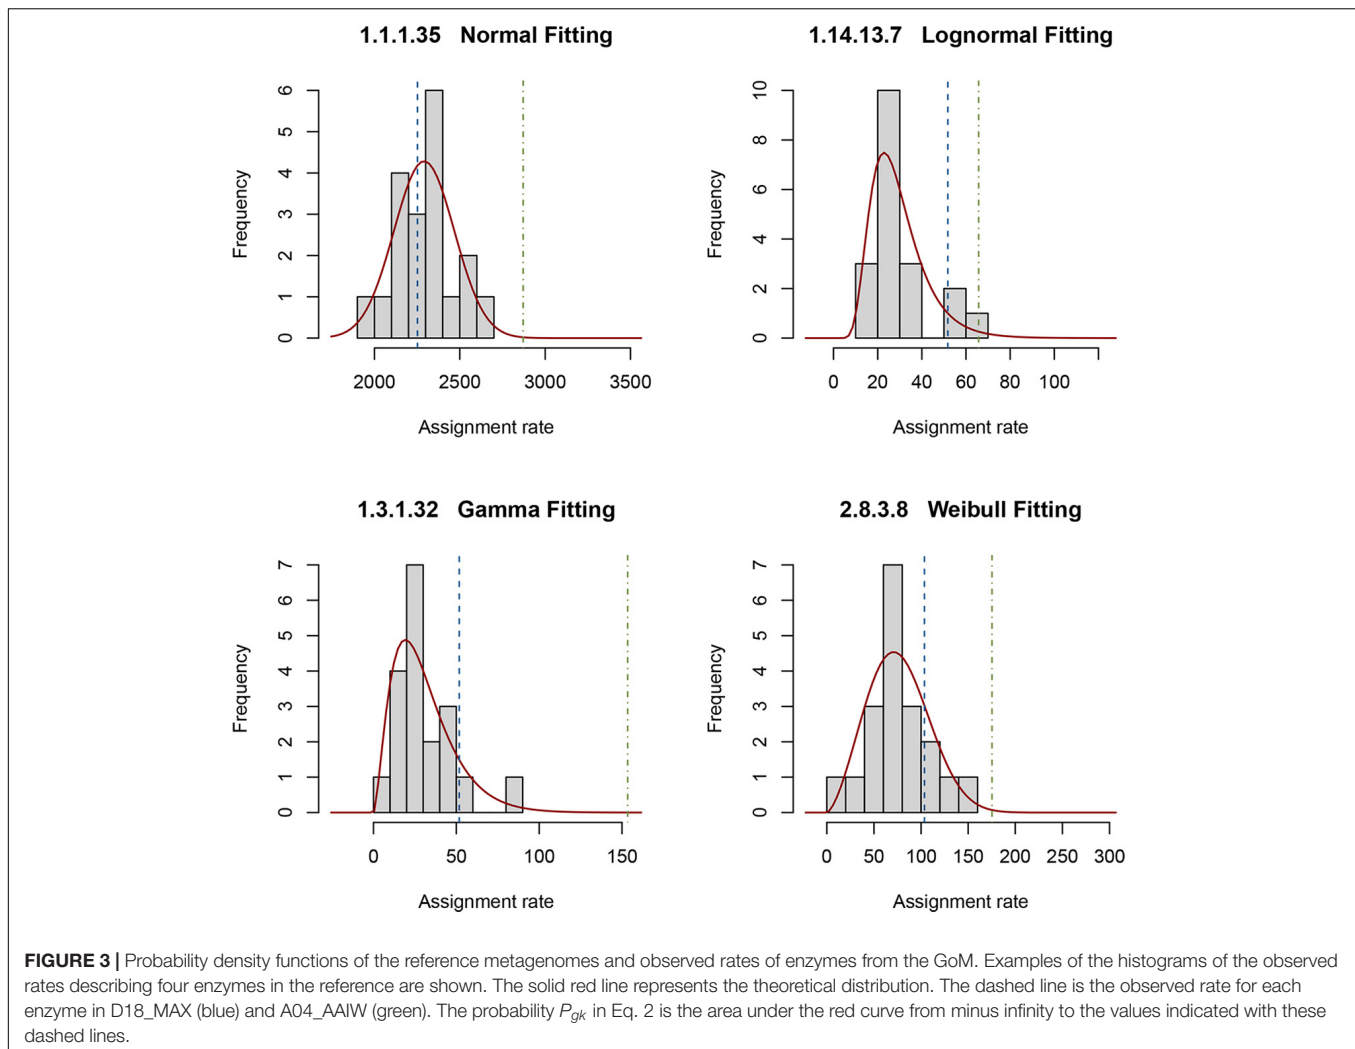 1.1.1.35 Normal Fitting
6
5
4
3
2
1
0
Frequency
2000 2500 3000 3500
Assignment rate
1.14.13.7 Lognormal Fitting
10
8
6
4
2
0
Frequency
0 20 40 60 80 100
Assignment rate
1.3.1.32 Gamma Fitting
7
6
5
4
3
2
1
0
Frequency
0 50 100 150
Assignment rate
2.8.3.8 Weibull Fitting
7
6
5
4
3
2
1
0
Frequency
0 50 100 150 200 250 300
Assignment rate
FIGURE 3 | Probability density functions of the reference metagenomes and observed rates of enzymes from the GoM. Examples of the histograms of the observed
rates describing four enzymes in the reference are shown. The solid red line represents the theoretical distribution. The dashed line is the observed rate for each
enzyme in D18_MAX (blue) and A04_AAIW (green). The probability Pgk in Eq. 2 is the area under the red curve from minus infinity to the values indicated with these
dashed lines.